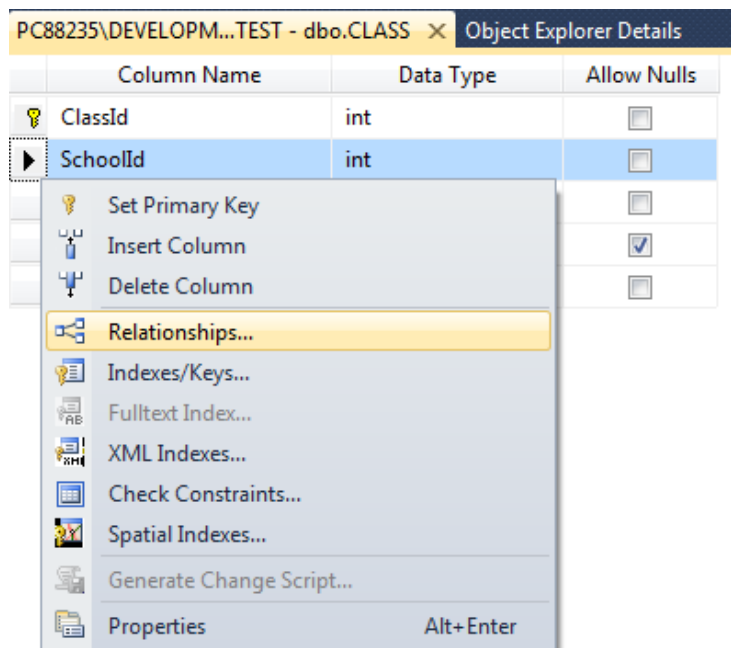 PC88235\DEVELOPM...TEST - dbo.CLASS Object Explorer Details
Column Name Data Type Allow Nulls
ClassId int
SchoolId int
Set Primary Key
Insert Column
Delete Column
Relationships...
Indexes/Keys...
Fulltext Index...
XML Indexes...
Check Constraints...
Spatial Indexes...
Generate Change Script...
Properties Alt+Enter